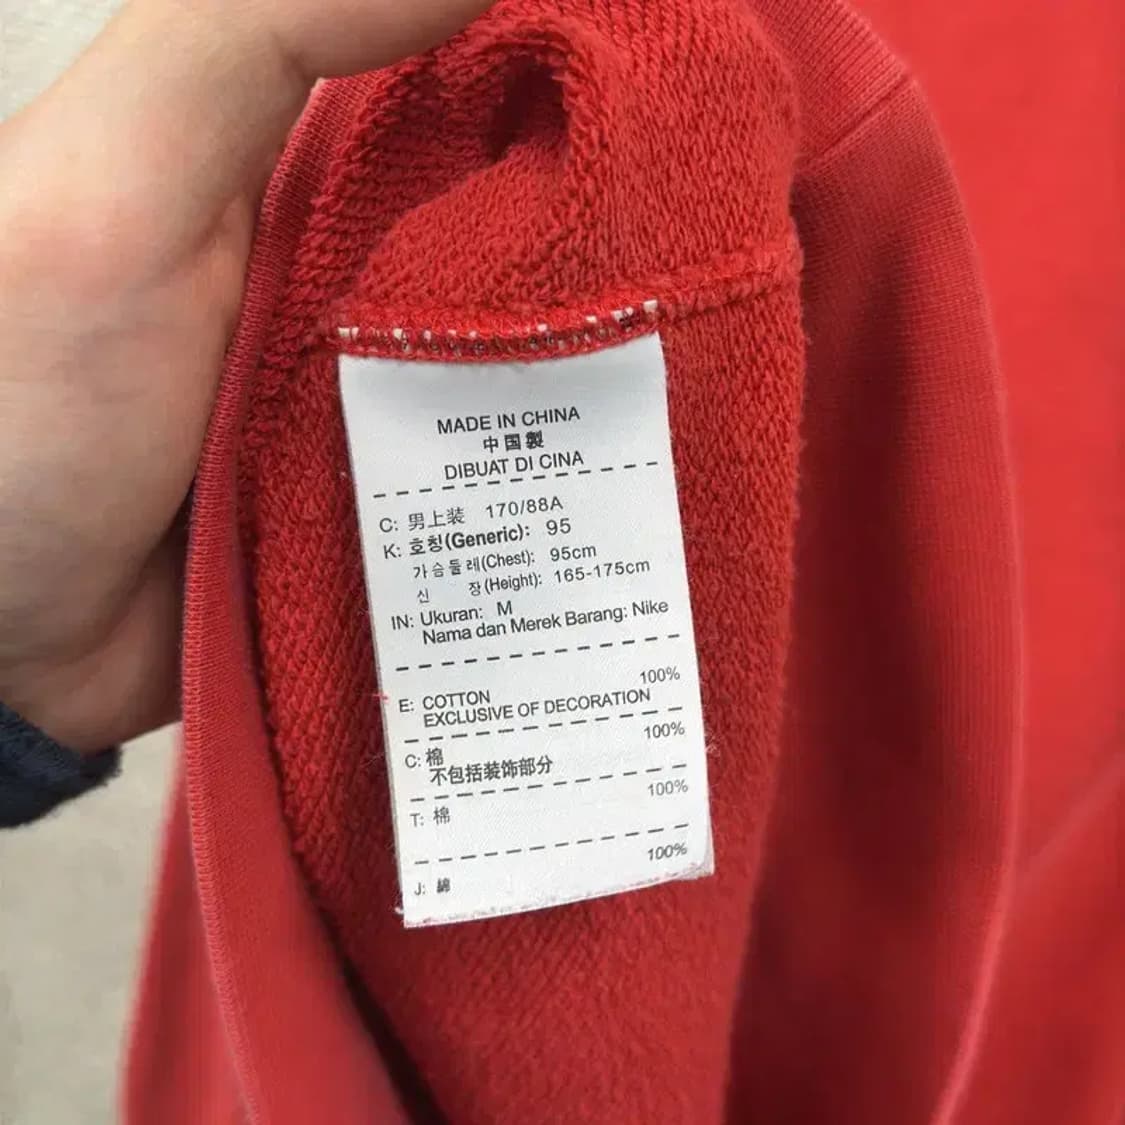 MADE IN CHINA
中国製
DIBUAT DI CINA
C: 男上装 170/88A
K: 호칭(Generic): 95
가슴둘레(Chest): 95cm
신 장(Height): 165-175cm
IN: Ukuran: M
Nama dan Merek Barang: Nike
100%
E: COTTON
EXCLUSIVE OF DECORATION
100%
C: 棉
不包括装饰部分
100%
T: 棉
100%
J: 綿